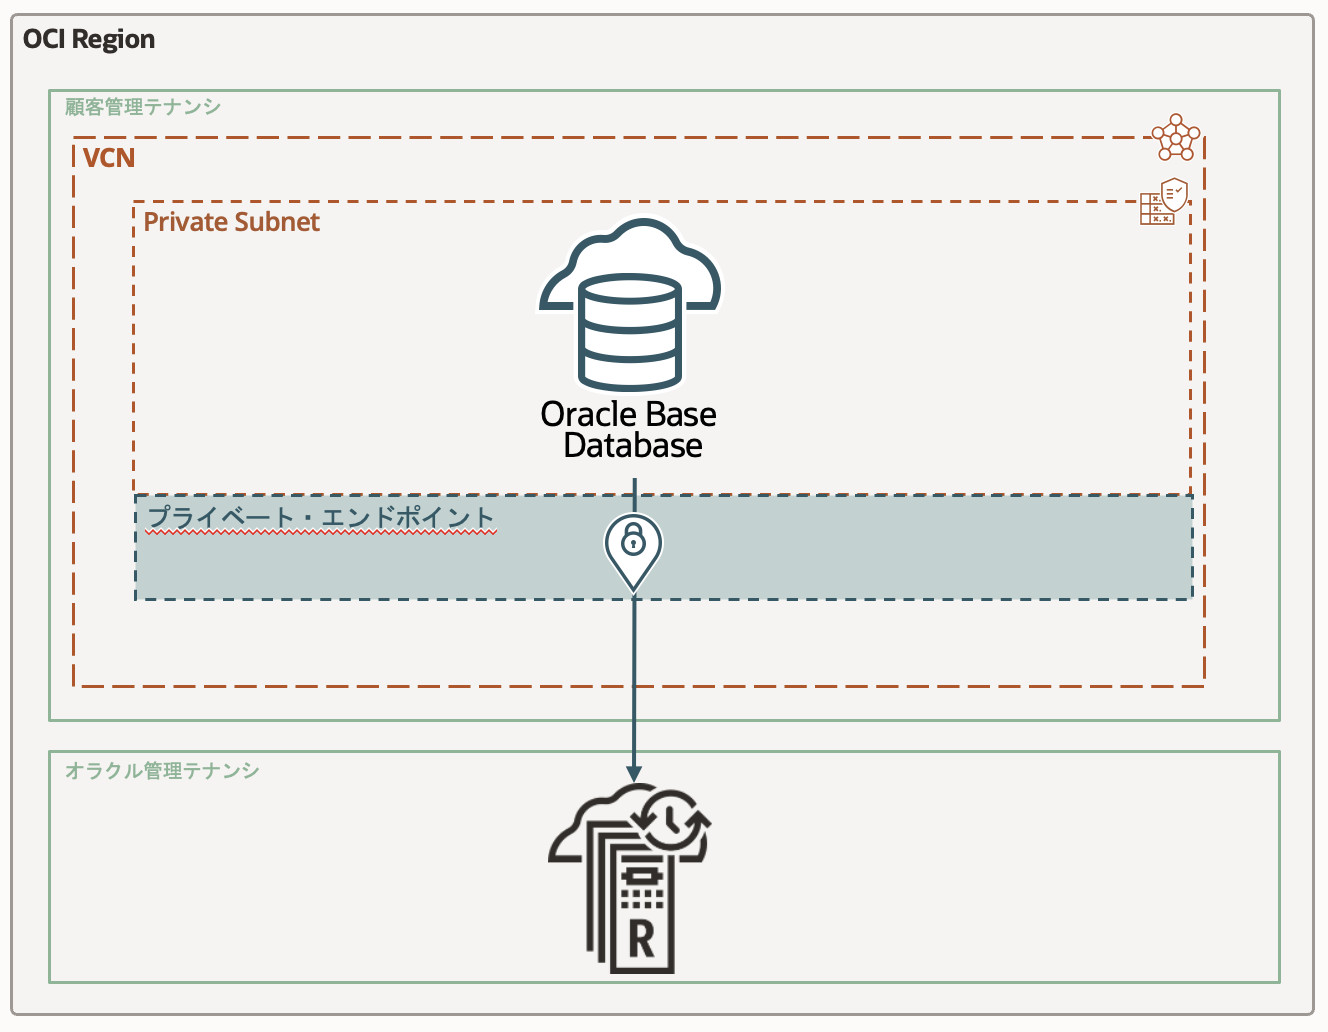 OCI Region
顧客管理テナンシ
VCN
Private Subnet
Oracle Base
Database
プライベート・エンドポイント
オラクル管理テナンシ
R